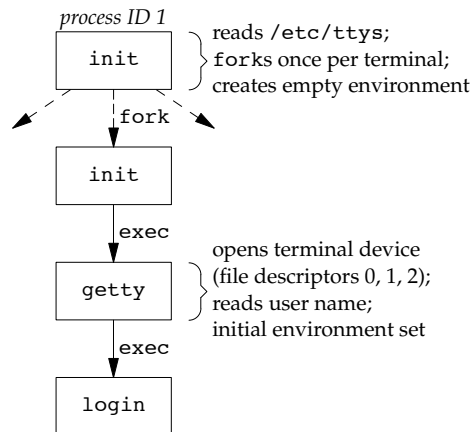 process ID 1
init
reads /etc/ttys;
forks once per terminal;
creates empty environment
fork
init
exec
getty
opens terminal device
(file descriptors 0, 1, 2);
reads user name;
initial environment set
exec
login